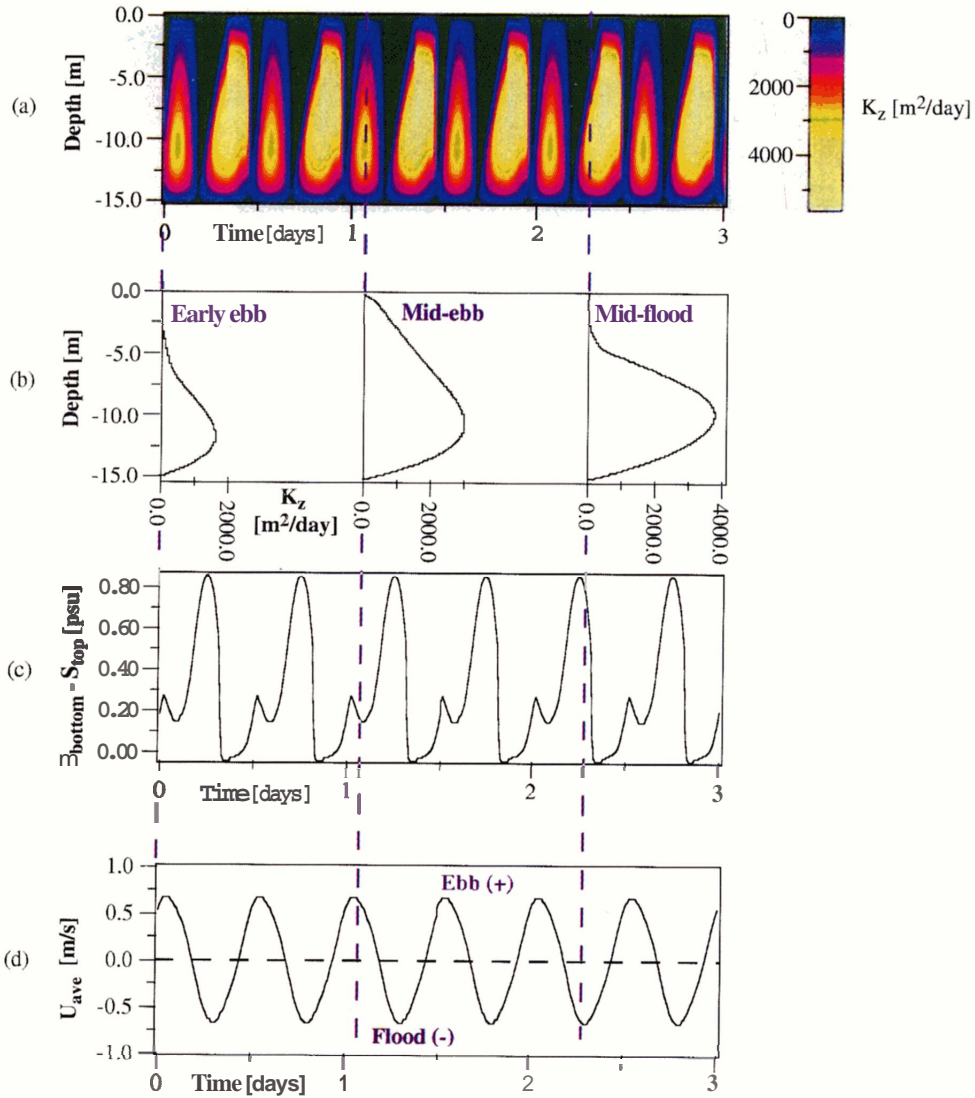 (a)
Depth [m]
0.0
-5.0
-10.0
-15.0
0 Time [days] 1 2 3
0
2000
4000
K_z [m²/day]
(b)
Depth [m]
0.0
-5.0
-10.0
-15.0
Early ebb
Mid-ebb
Mid-flood
0.0 2000.0 0.0 2000.0 0.0 2000.0 4000.0
K_z
[m²/day]
(c)
m_bottom - S_top [psu]
0.80
0.60
0.40
0.20
0.00
0 Time [days] 1 2 3
(d)
U_ave [m/s]
1.0
0.5
0.0
-0.5
-1.0
Ebb (+)
Flood (-)
0 Time [days] 1 2 3